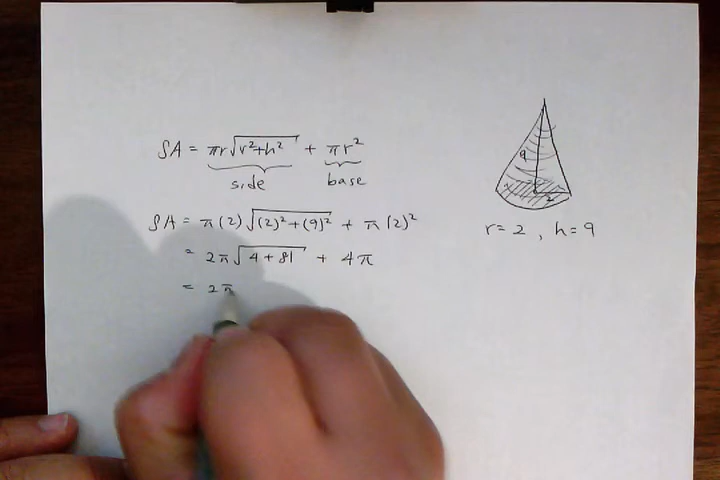 SA = πr√(r²+h²) + πr²
side base
SA = π(2)√((2)²+(9)²) + π(2)²
= 2π√(4+81) + 4π
= 2π
9
2
r=2, h=9